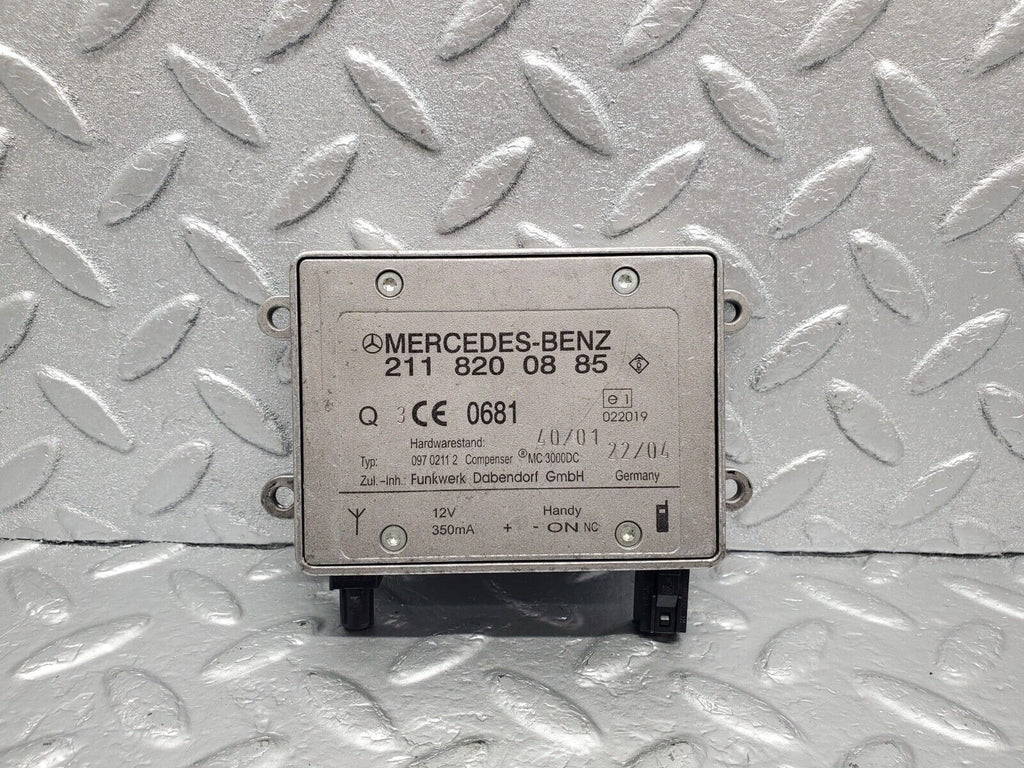 MERCEDES-BENZ
211 820 08 85
Q 3 CE 0681 e1
022019
Hardwarestand: 40/01 22/04
Typ: 097 0211 2 Compenser ® MC 3000DC
Zul.-Inh.: Funkwerk Dabendorf GmbH Germany
12V Handy
350mA + - ON NC